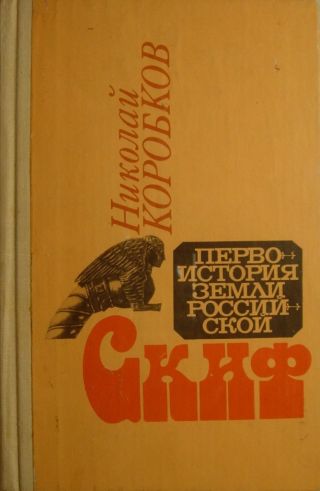 Николай
КОРОБКОВ
ПЕРВО
ИСТОРИЯ
ЗЕМЛИ
РОССИЙ
СКОЙ
Скиф